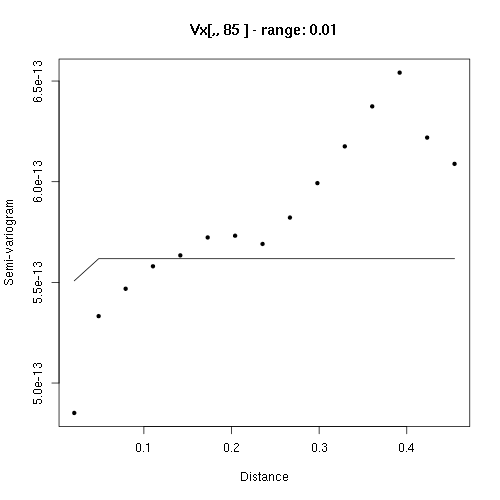 Vx[,, 85 ] - range: 0.01
6.5e-13
6.0e-13
5.5e-13
5.0e-13
Semi-variogram
0.1 0.2 0.3 0.4
Distance